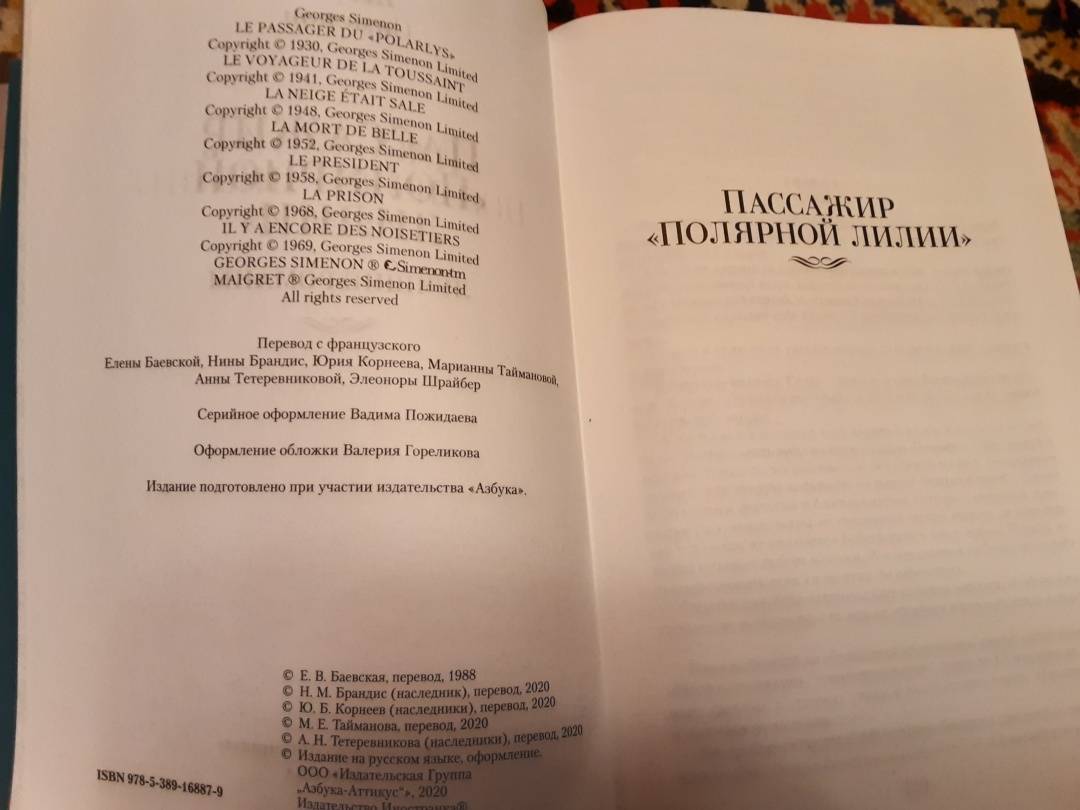 Georges Simenon
LE PASSAGER DU «POLARLYS»
Copyright © 1930, Georges Simenon Limited
LE VOYAGEUR DE LA TOUSSAINT
Copyright © 1941, Georges Simenon Limited
LA NEIGE ÉTAIT SALE
Copyright © 1948, Georges Simenon Limited
LA MORT DE BELLE
Copyright © 1952, Georges Simenon Limited
LE PRESIDENT
Copyright © 1958, Georges Simenon Limited
LA PRISON
Copyright © 1968, Georges Simenon Limited
IL Y A ENCORE DES NOISETIERS
Copyright © 1969, Georges Simenon Limited
GEORGES SIMENON ® Simenon.tm
MAIGRET ® Georges Simenon Limited
All rights reserved
Перевод с французского
Елены Баевской, Нины Брандис, Юрия Корнеева, Марианны Таймановой,
Анны Тетеревниковой, Элеоноры Шрайбер
Серийное оформление Вадима Пожидаева
Оформление обложки Валерия Гореликова
Издание подготовлено при участии издательства «Азбука».
© Е. В. Баевская, перевод, 1988
© Н. М. Брандис (наследник), перевод, 2020
© Ю. Б. Корнеев (наследники), перевод, 2020
© М. Е. Тайманова, перевод, 2020
© А. Н. Тетеревникова (наследники), перевод, 2020
© Издание на русском языке, оформление.
ООО «Издательская Группа
„Азбука-Аттикус“», 2020
Издательство Иностранка®
ISBN 978-5-389-16887-9
ПАССАЖИР
«ПОЛЯРНОЙ ЛИЛИИ»